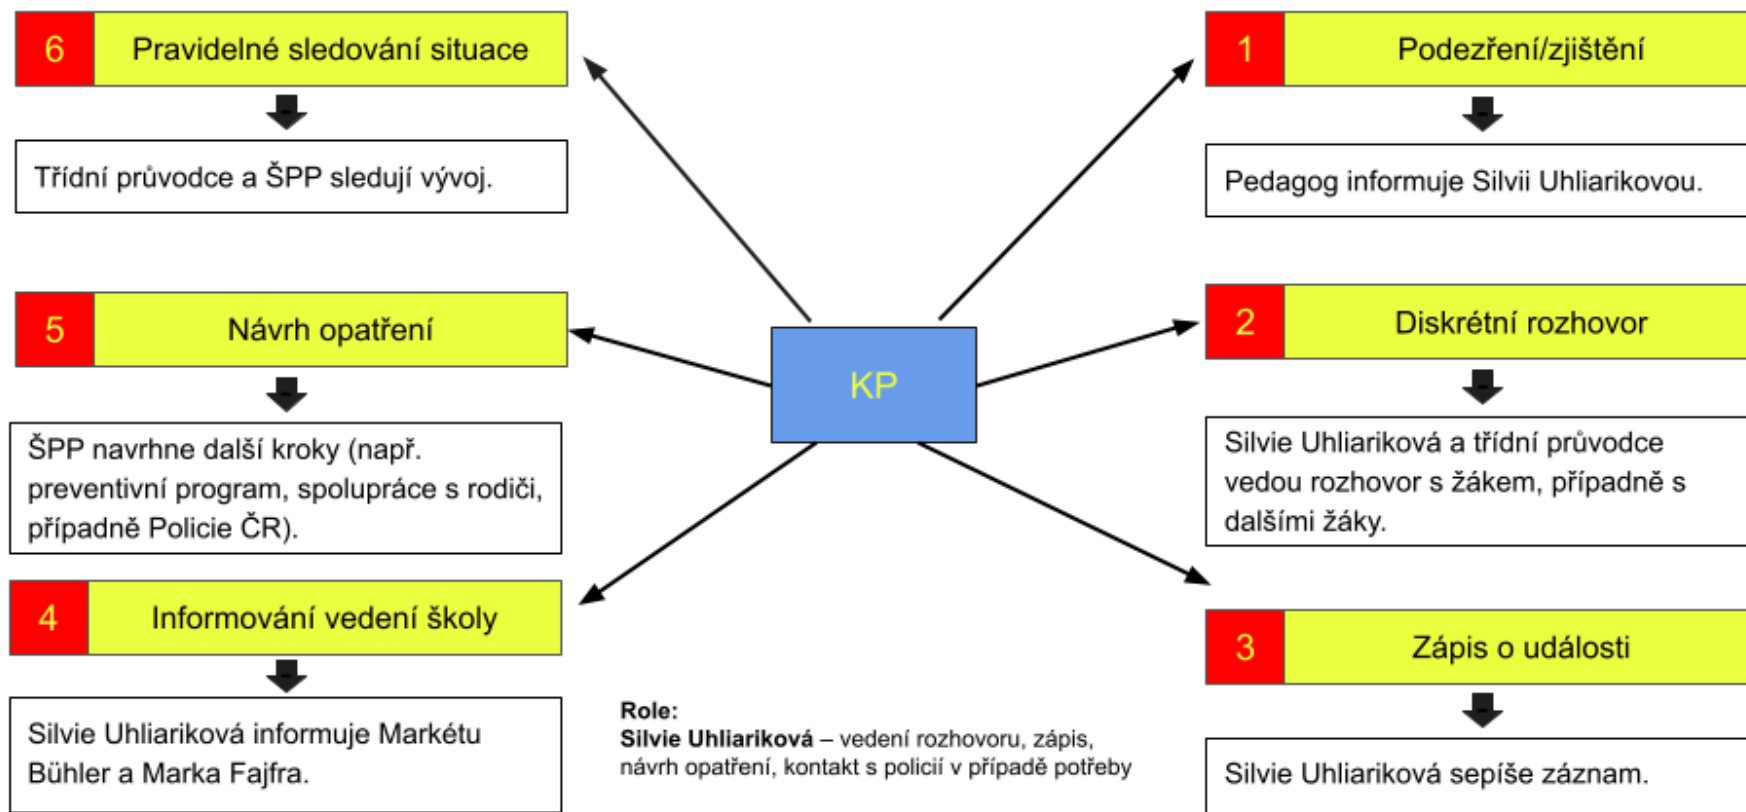 6 Pravidelné sledování situace
Třídní průvodce a ŠPP sledují vývoj.
5 Návrh opatření
ŠPP navrhne další kroky (např.
preventivní program, spolupráce s rodiči,
případně Policie ČR).
4 Informování vedení školy
Silvie Uhliariková informuje Markétu
Bühler a Marka Fajfra.
KP
Role:
Silvie Uhliariková – vedení rozhovoru, zápis,
návrh opatření, kontakt s policií v případě potřeby
1 Podezření/zjištění
Pedagog informuje Silvii Uhliarikovou.
2 Diskrétní rozhovor
Silvie Uhliariková a třídní průvodce
vedou rozhovor s žákem, případně s
dalšími žáky.
3 Zápis o události
Silvie Uhliariková sepíše záznam.